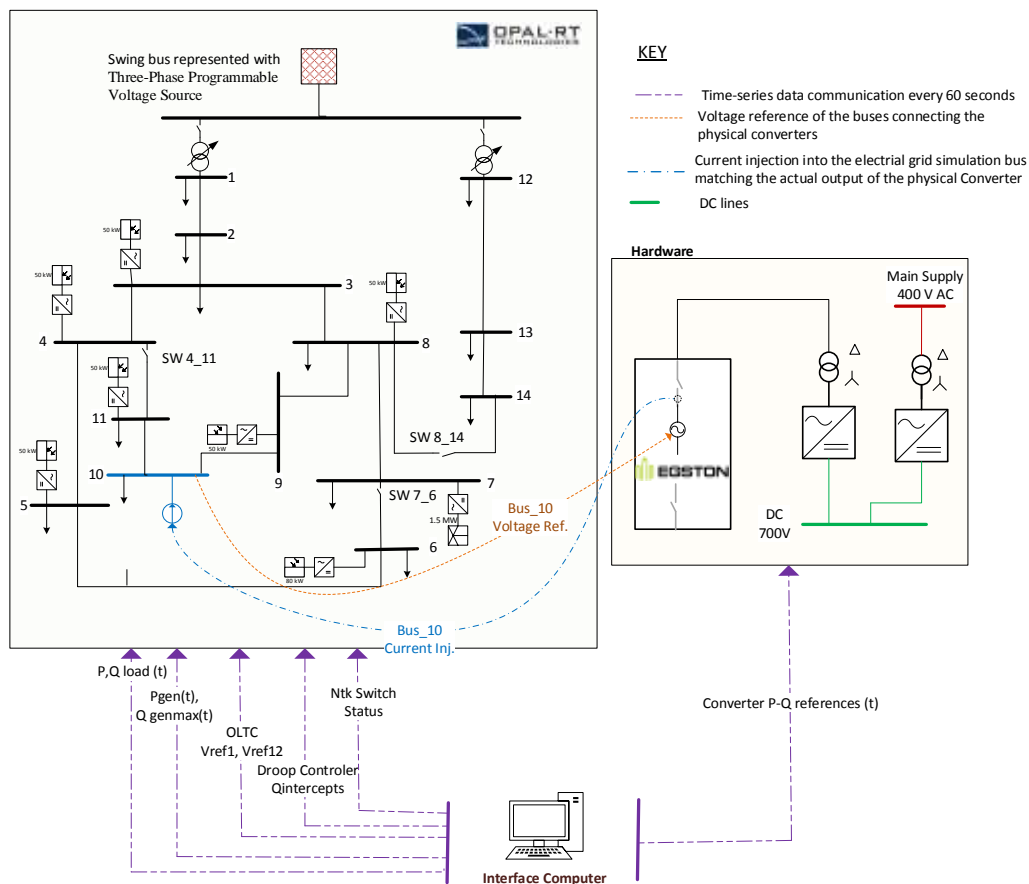 OPAL-RT
TECHNOLOGIES
Swing bus represented with
Three-Phase Programmable
Voltage Source
1
12
2
50 kW
3
50 kW
50 kW
4
SW 4_11
8
13
50 kW
11
14
50 kW
SW 8_14
50 kW
10
9
5
7
SW 7_6
1.5 MW
6
80 kW
Bus_10
Voltage Ref.
Bus_10
Current Inj.
KEY
Time-series data communication every 60 seconds
Voltage reference of the buses connecting the
physical converters
Current injection into the electrial grid simulation bus
matching the actual output of the physical Converter
DC lines
Hardware
Main Supply
400 V AC
EGSTON
DC
700V
P,Q load (t)
Pgen(t),
Q genmax(t)
OLTC
Vref1, Vref12
Droop Controler
Qintercepts
Ntk Switch
Status
Converter P-Q references (t)
Interface Computer